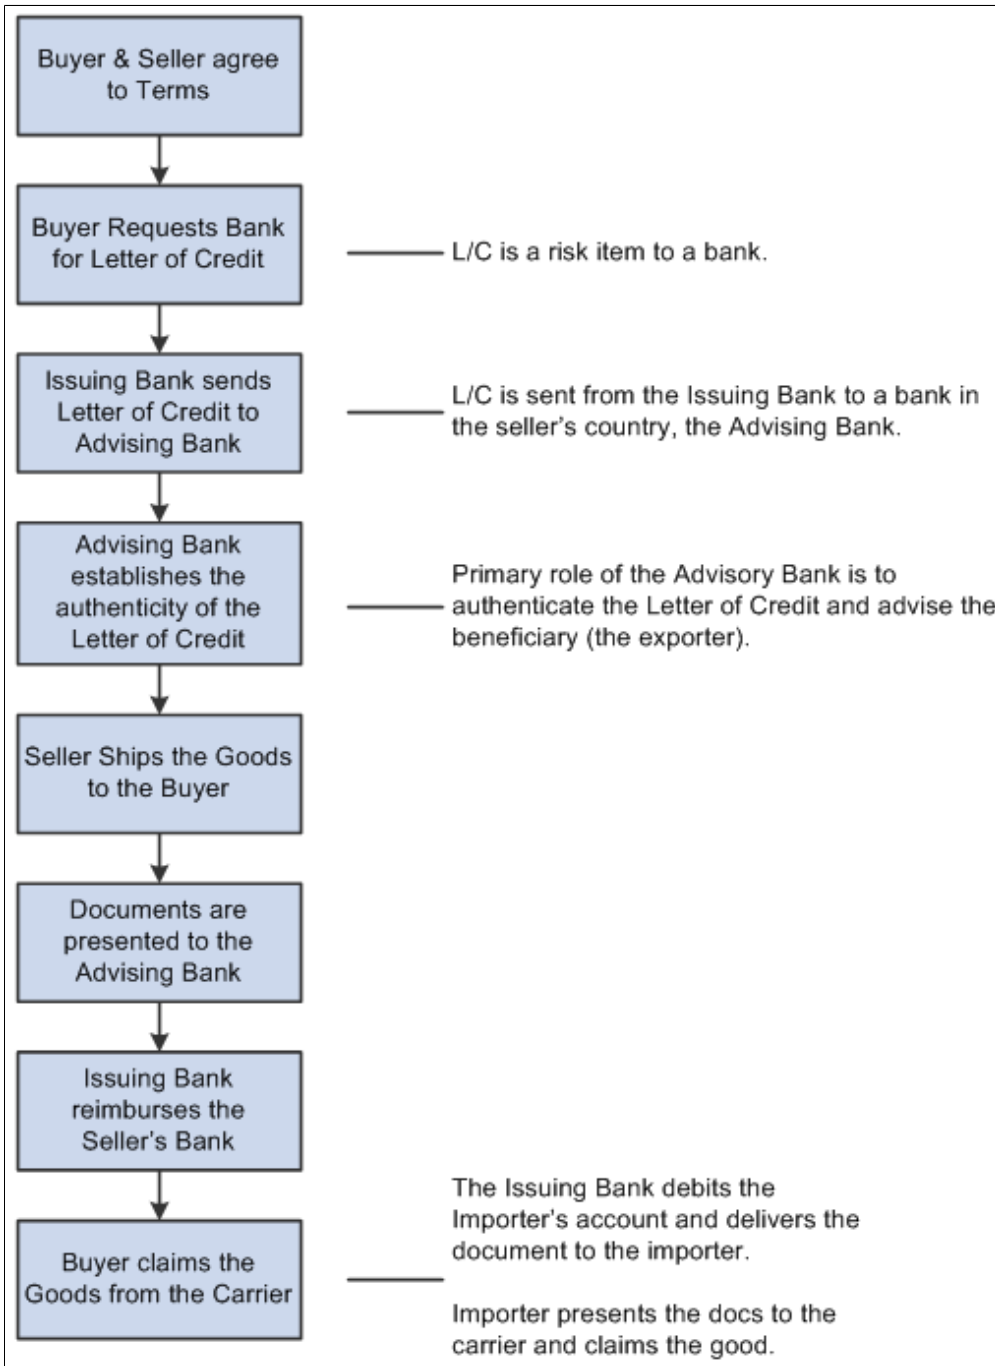 Buyer & Seller agree
to Terms
Buyer Requests Bank
for Letter of Credit
L/C is a risk item to a bank.
Issuing Bank sends
Letter of Credit to
Advising Bank
L/C is sent from the Issuing Bank to a bank in
the seller's country, the Advising Bank.
Advising Bank
establishes the
authenticity of the
Letter of Credit
Primary role of the Advisory Bank is to
authenticate the Letter of Credit and advise the
beneficiary (the exporter).
Seller Ships the Goods
to the Buyer
Documents are
presented to the
Advising Bank
Issuing Bank
reimburses the
Seller's Bank
Buyer claims the
Goods from the Carrier
The Issuing Bank debits the
Importer's account and delivers the
document to the importer.
Importer presents the docs to the
carrier and claims the good.